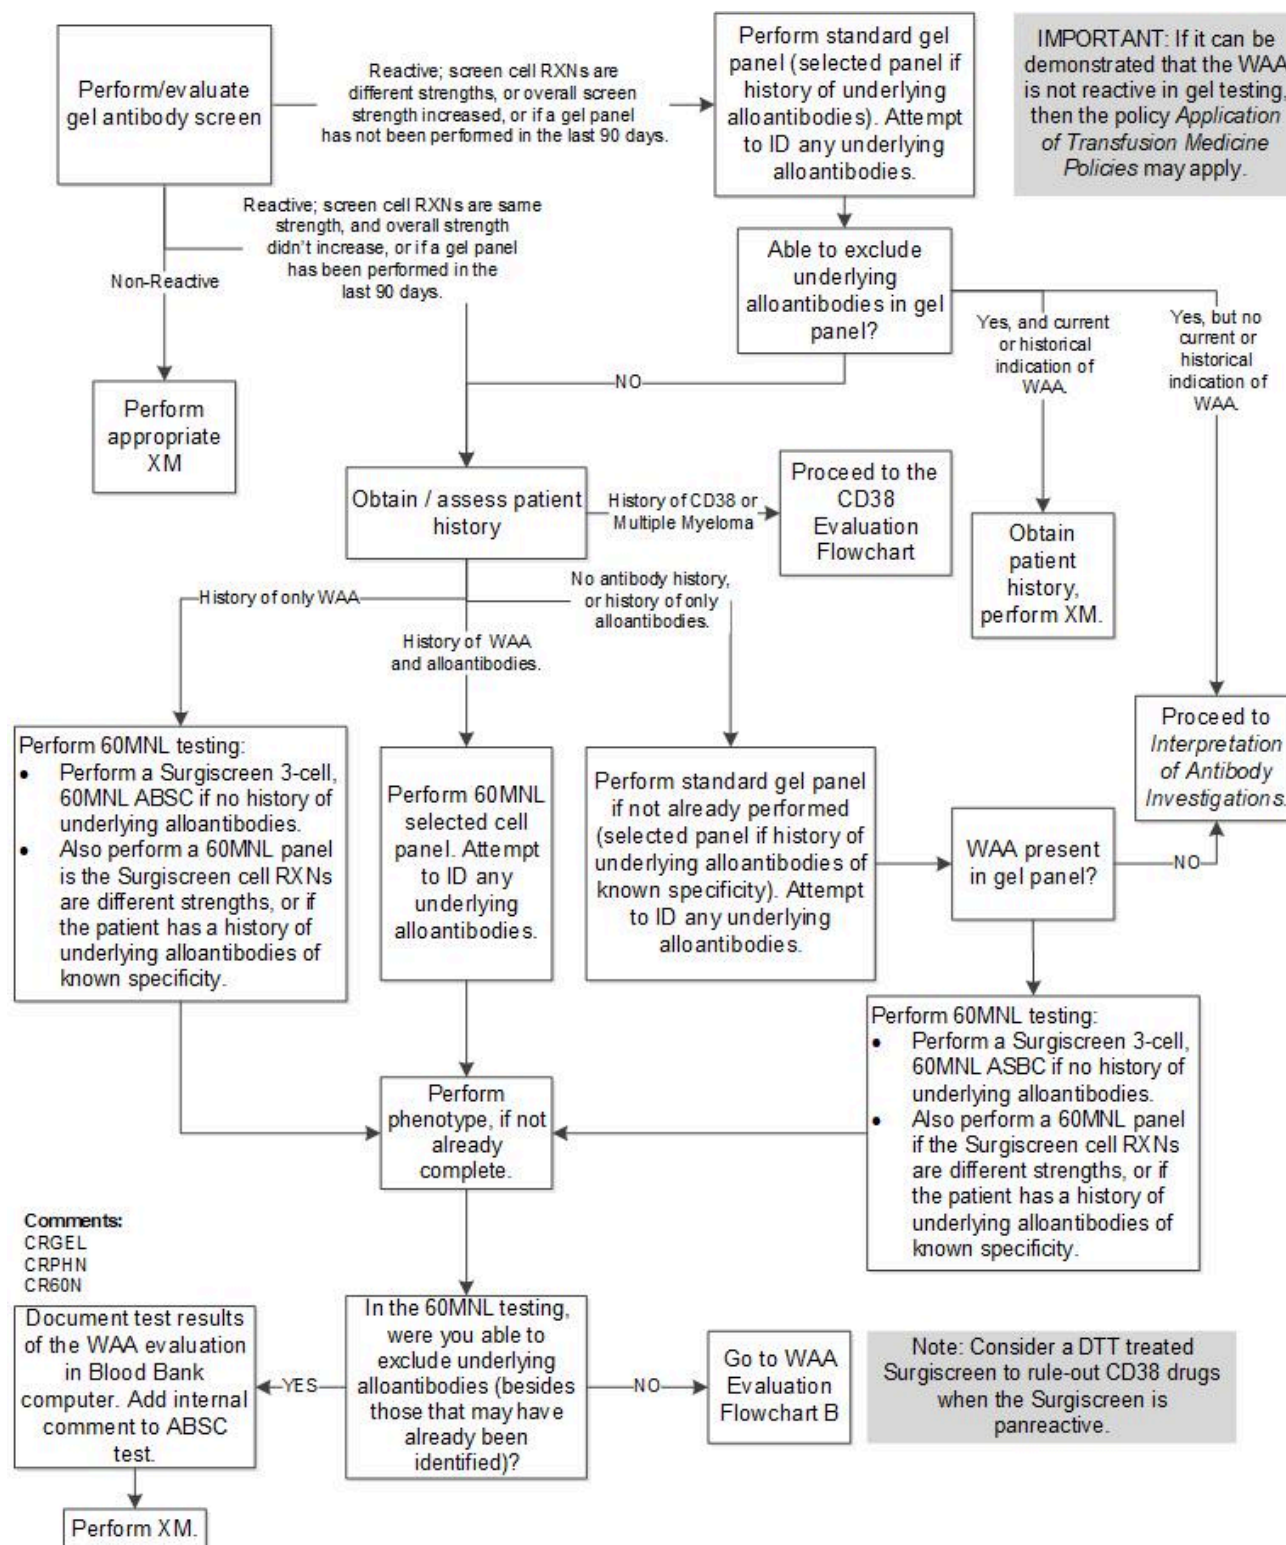 Perform/evaluate
gel antibody screen
Reactive; screen cell RXNs are
different strengths, or overall screen
strength increased, or if a gel panel
has not been performed in the last 90 days.
Perform standard gel
panel (selected panel if
history of underlying
alloantibodies). Attempt
to ID any underlying
alloantibodies.
IMPORTANT: If it can be
demonstrated that the WAA
is not reactive in gel testing,
then the policy Application
of Transfusion Medicine
Policies may apply.
Reactive; screen cell RXNs are same
strength, and overall strength
didn't increase, or if a gel panel
has been performed in the
last 90 days.
Non-Reactive
Able to exclude
underlying
alloantibodies in gel
panel?
Yes, and current
or historical
indication of
WAA.
Yes, but no
current or
historical
indication of
WAA.
NO
Perform
appropriate
XM
Obtain / assess patient
history
History of CD38 or
Multiple Myeloma
Proceed to the
CD38
Evaluation
Flowchart
Obtain
patient
history,
perform XM.
History of only WAA
No antibody history,
or history of only
alloantibodies.
History of WAA
and alloantibodies.
Proceed to
Interpretation
of Antibody
Investigations.
Perform 60MNL testing:
• Perform a Surgiscreen 3-cell,
60MNL ABSC if no history of
underlying alloantibodies.
• Also perform a 60MNL panel
is the Surgiscreen cell RXNs
are different strengths, or if
the patient has a history of
underlying alloantibodies of
known specificity.
Perform 60MNL
selected cell
panel. Attempt
to ID any
underlying
alloantibodies.
Perform standard gel panel
if not already performed
(selected panel if history of
underlying alloantibodies of
known specificity). Attempt
to ID any underlying
alloantibodies.
WAA present
in gel panel?
NO
Perform 60MNL testing:
• Perform a Surgiscreen 3-cell,
60MNL ASBC if no history of
underlying alloantibodies.
• Also perform a 60MNL panel
if the Surgiscreen cell RXNs
are different strengths, or if
the patient has a history of
underlying alloantibodies of
known specificity.
Perform
phenotype, if not
already
complete.
Comments:
CRGEL
CRPHN
CR60N
Document test results
of the WAA evaluation
in Blood Bank
computer. Add internal
comment to ABSC
test.
YES
In the 60MNL testing,
were you able to
exclude underlying
alloantibodies (besides
those that may have
already been
identified)?
NO
Go to WAA
Evaluation
Flowchart B
Note: Consider a DTT treated
Surgiscreen to rule-out CD38 drugs
when the Surgiscreen is
panreactive.
Perform XM.